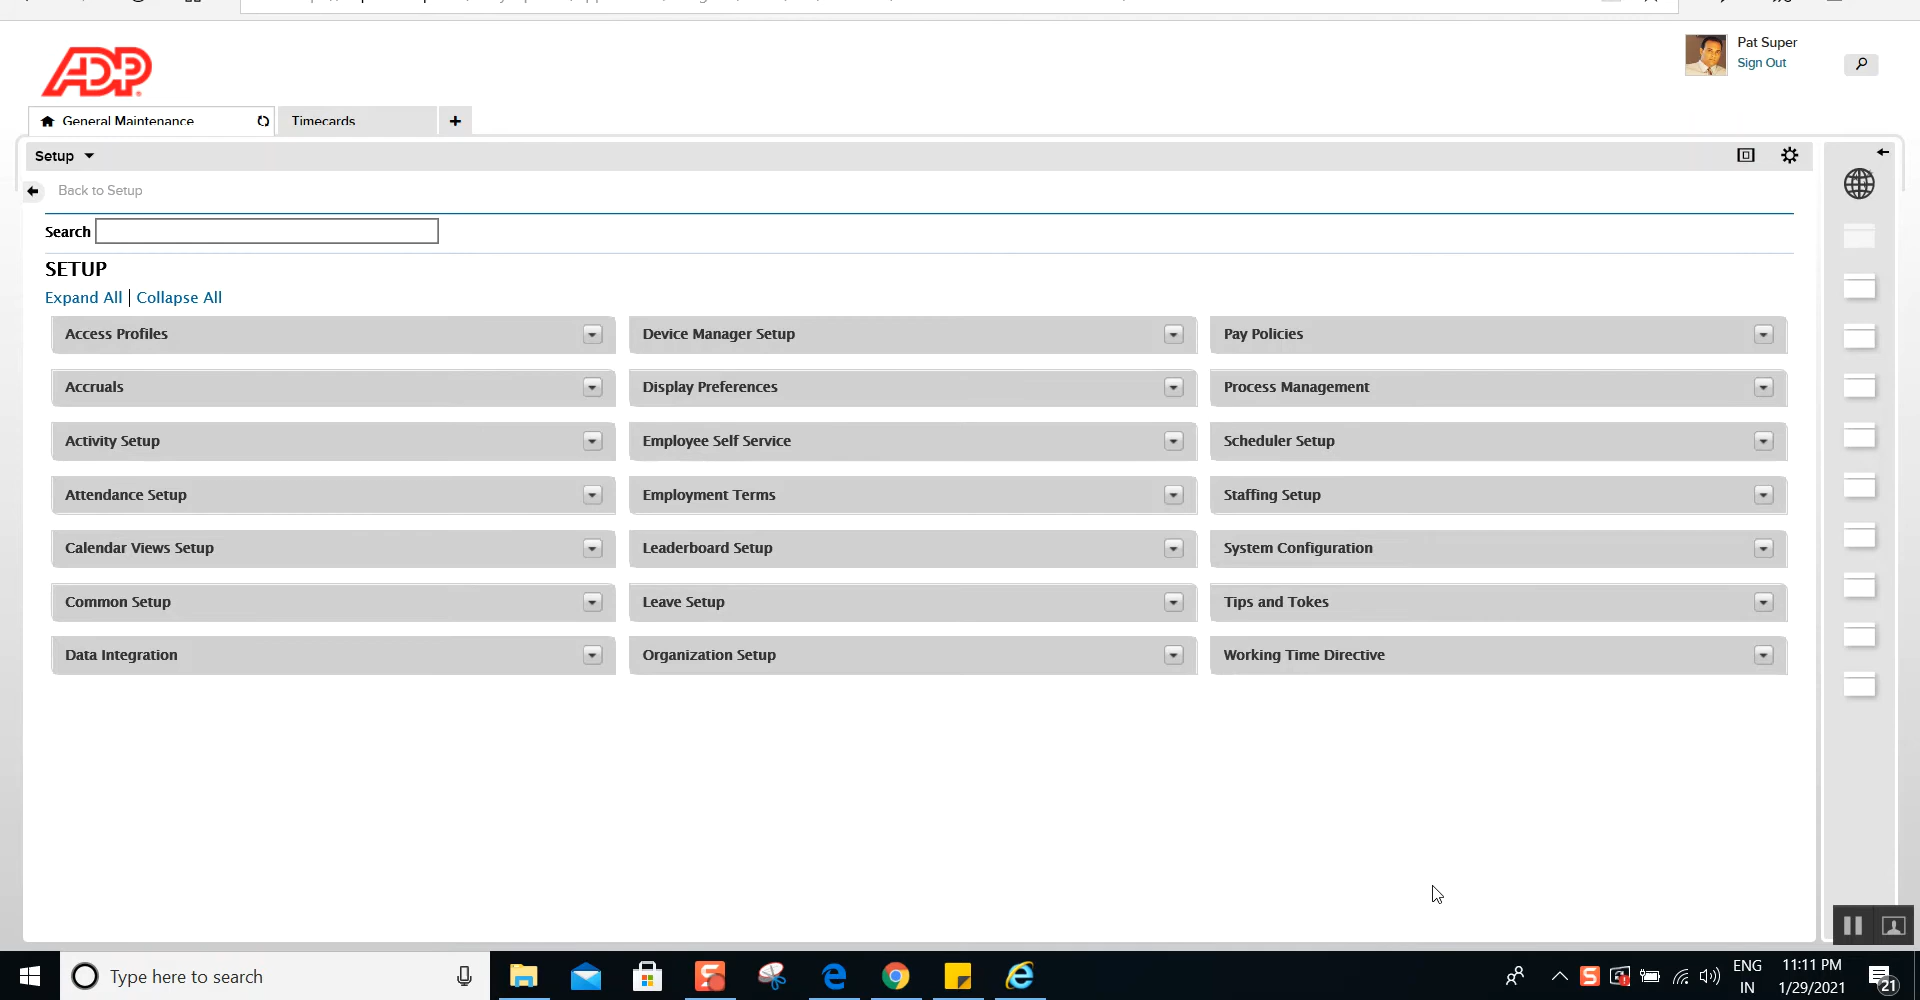 ADP
Pat Super
Sign Out
General Maintenance
Timecards
+
Setup
Back to Setup
Search
SETUP
Expand All | Collapse All
Access Profiles
Device Manager Setup
Pay Policies
Accruals
Display Preferences
Process Management
Activity Setup
Employee Self Service
Scheduler Setup
Attendance Setup
Employment Terms
Staffing Setup
Calendar Views Setup
Leaderboard Setup
System Configuration
Common Setup
Leave Setup
Tips and Tokes
Data Integration
Organization Setup
Working Time Directive
Type here to search
ENG
IN
11:11 PM
1/29/2021
21